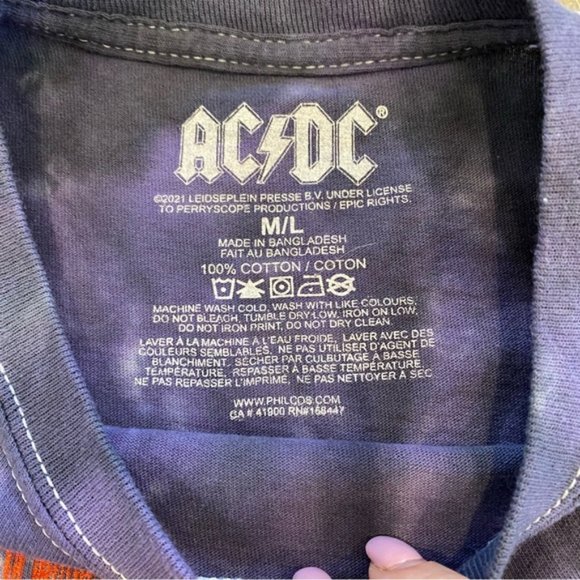 AC⚡DC®
©2021 LEIDSEPLEIN PRESSE B.V. UNDER LICENSE
TO PERRYSCOPE PRODUCTIONS / EPIC RIGHTS.
M/L
MADE IN BANGLADESH
FAIT AU BANGLADESH
100% COTTON / COTON
MACHINE WASH COLD, WASH WITH LIKE COLOURS,
DO NOT BLEACH, TUMBLE DRY LOW, IRON ON LOW,
DO NOT IRON PRINT, DO NOT DRY CLEAN.
LAVER À LA MACHINE À L'EAU FROIDE, LAVER AVEC DES
COULEURS SEMBLABLES, NE PAS UTILISER D'AGENT DE
BLANCHIMENT, SÉCHER PAR CULBUTAGE À BASSE
TEMPÉRATURE, REPASSER À BASSE TEMPÉRATURE
NE PAS REPASSER L'IMPRIME, NE PAS NETTOYER À SEC
WWW.PHILCOS.COM
CA # 41900 RN#158447